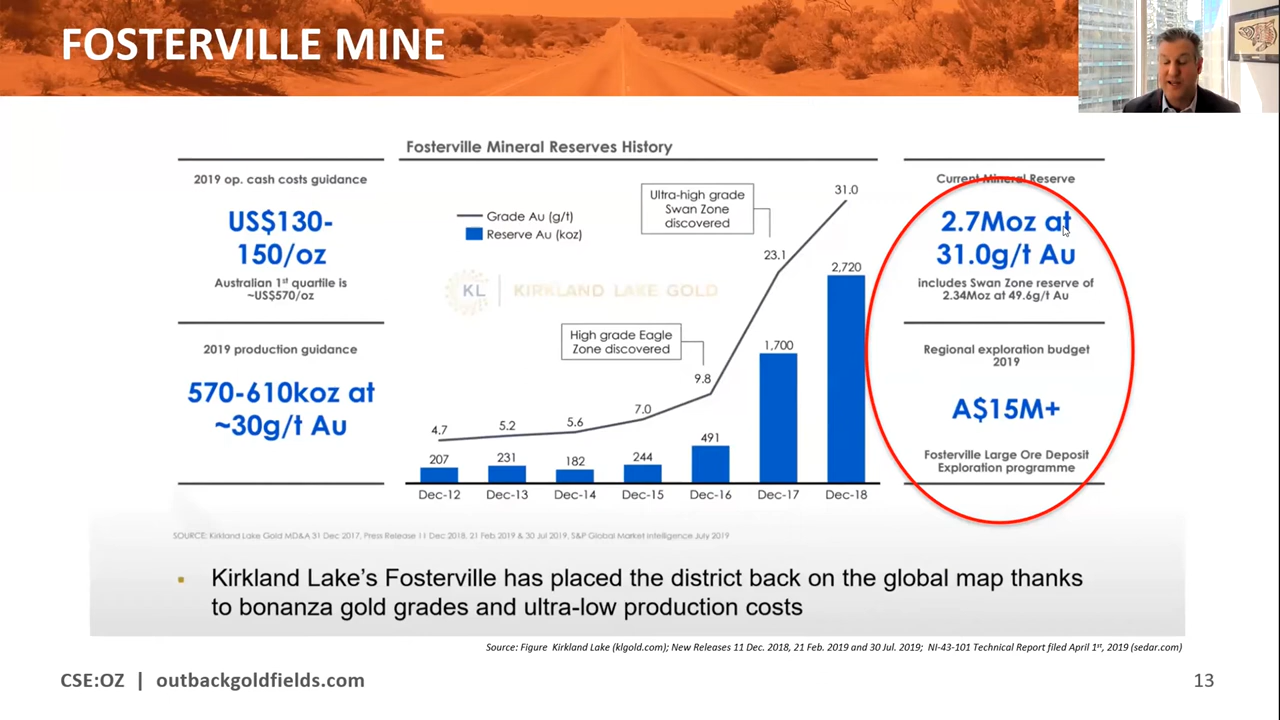 FOSTERVILLE MINE
Fosterville Mineral Reserves History
2019 op. cash costs guidance
US$130-
150/oz
Australian 1st quartile is
~US$570/oz
2019 production guidance
570-610koz at
~30g/t Au
Grade Au (g/t)
Reserve Au (koz)
Ultra-high grade
Swan Zone
discovered
High grade Eagle
Zone discovered
KL | KIRKLAND LAKE GOLD
4.7
5.2
5.6
7.0
9.8
23.1
31.0
207
231
182
244
491
1,700
2,720
Dec-12
Dec-13
Dec-14
Dec-15
Dec-16
Dec-17
Dec-18
Current Mineral Reserve
2.7Moz at
31.0g/t Au
includes Swan Zone reserve of
2.34Moz at 49.6g/t Au
Regional exploration budget
2019
A$15M+
Fosterville Large Ore Deposit
Exploration programme
SOURCE: Kirkland Lake Gold MD&A 31 Dec 2017, Press Release 11 Dec 2018, 21 Feb 2019 & 30 Jul 2019, S&P Global Market Intelligence July 2019
▪ Kirkland Lake's Fosterville has placed the district back on the global map thanks
to bonanza gold grades and ultra-low production costs
Source: Figure Kirkland Lake (klgold.com); New Releases 11 Dec. 2018, 21 Feb. 2019 and 30 Jul. 2019; NI-43-101 Technical Report filed April 1st, 2019 (sedar.com)
CSE:OZ | outbackgoldfields.com
13